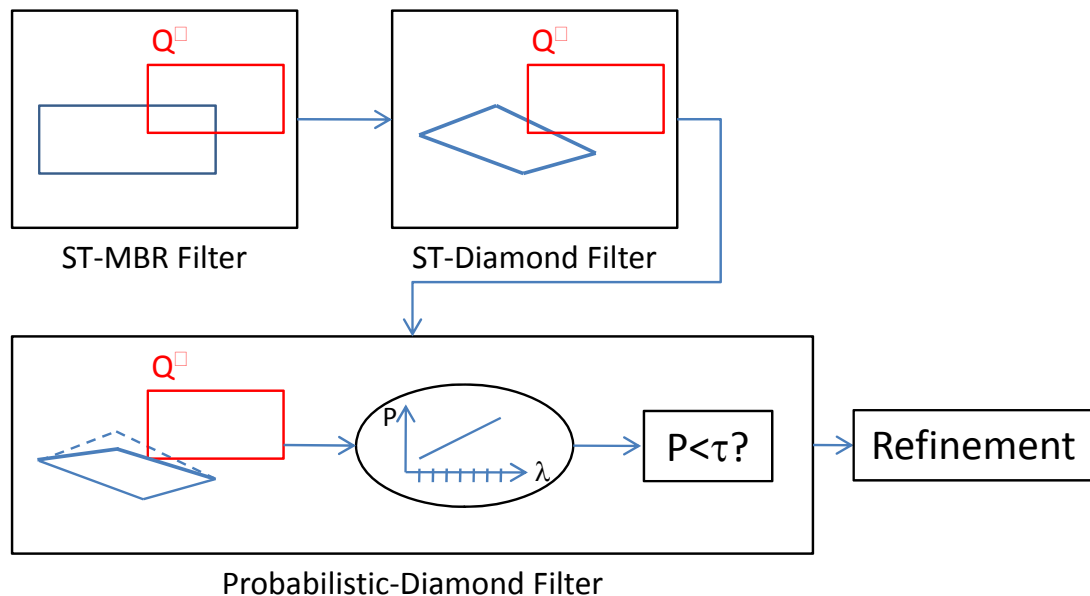 Q□
Q□
ST-MBR Filter
ST-Diamond Filter
Q□
P
λ
P<τ?
Refinement
Probabilistic-Diamond Filter